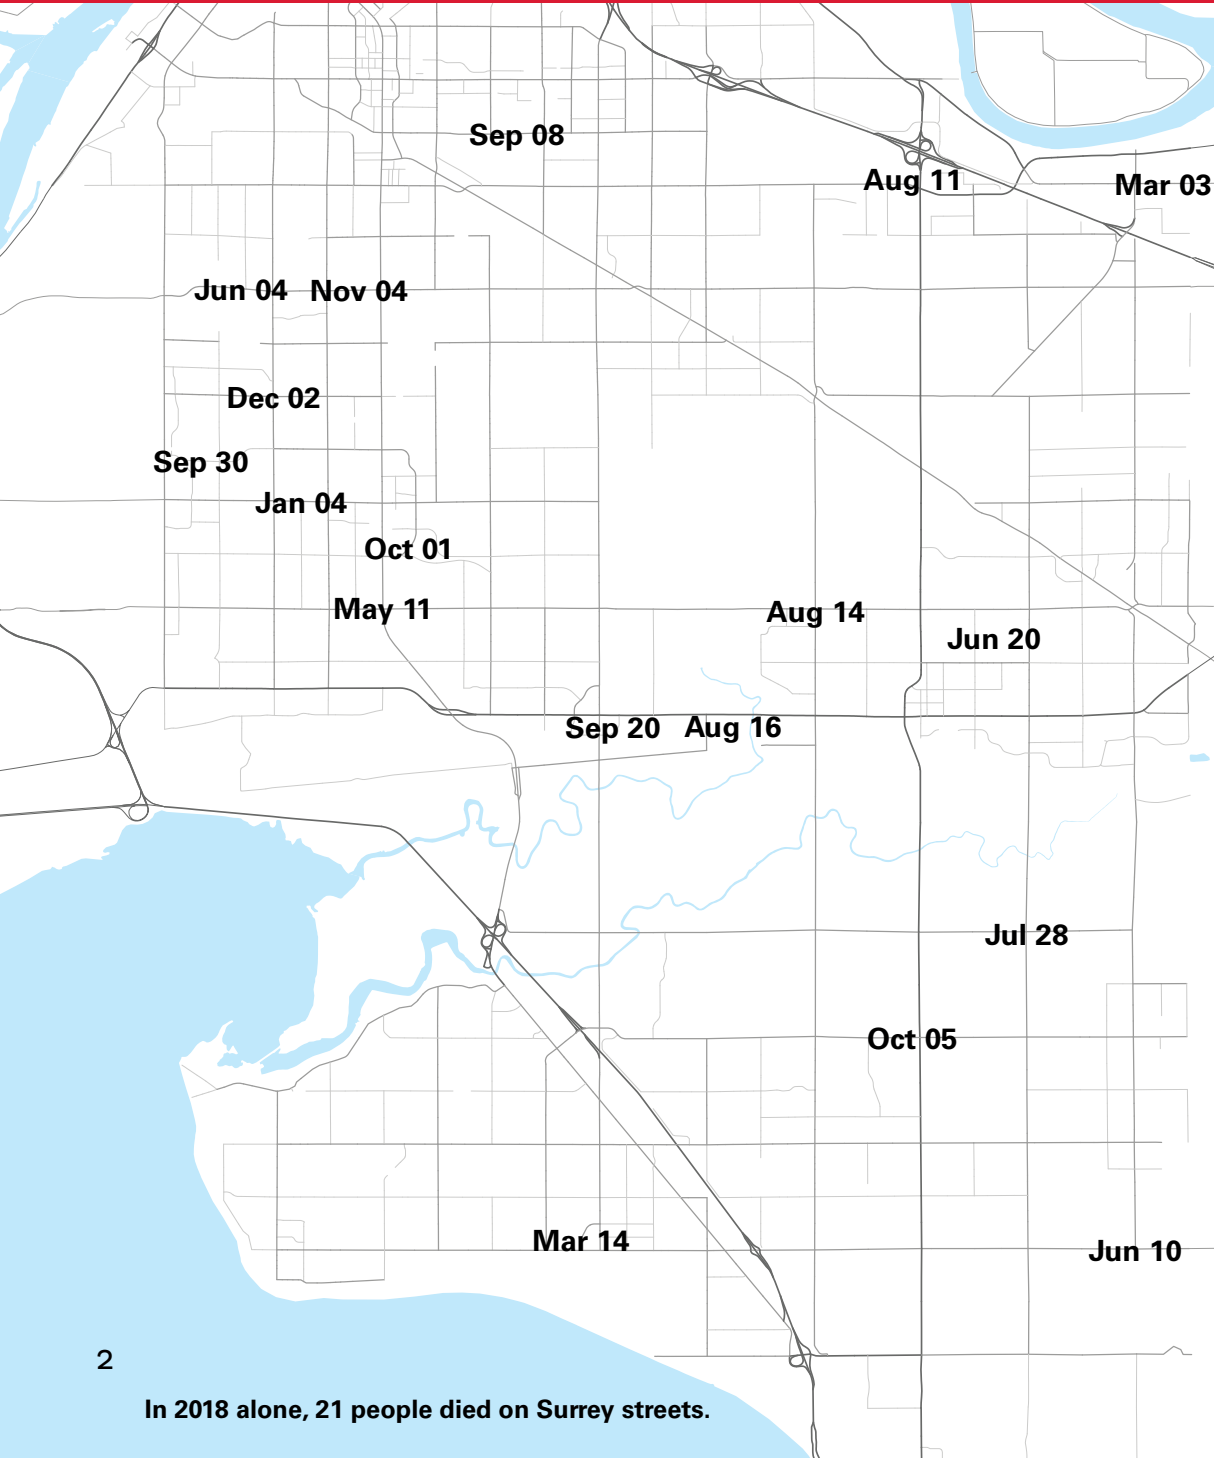 Sep 08
Aug 11
Mar 03
Jun 04
Nov 04
Dec 02
Sep 30
Jan 04
Oct 01
May 11
Aug 14
Jun 20
Sep 20
Aug 16
Jul 28
Oct 05
Mar 14
Jun 10
2
In 2018 alone, 21 people died on Surrey streets.